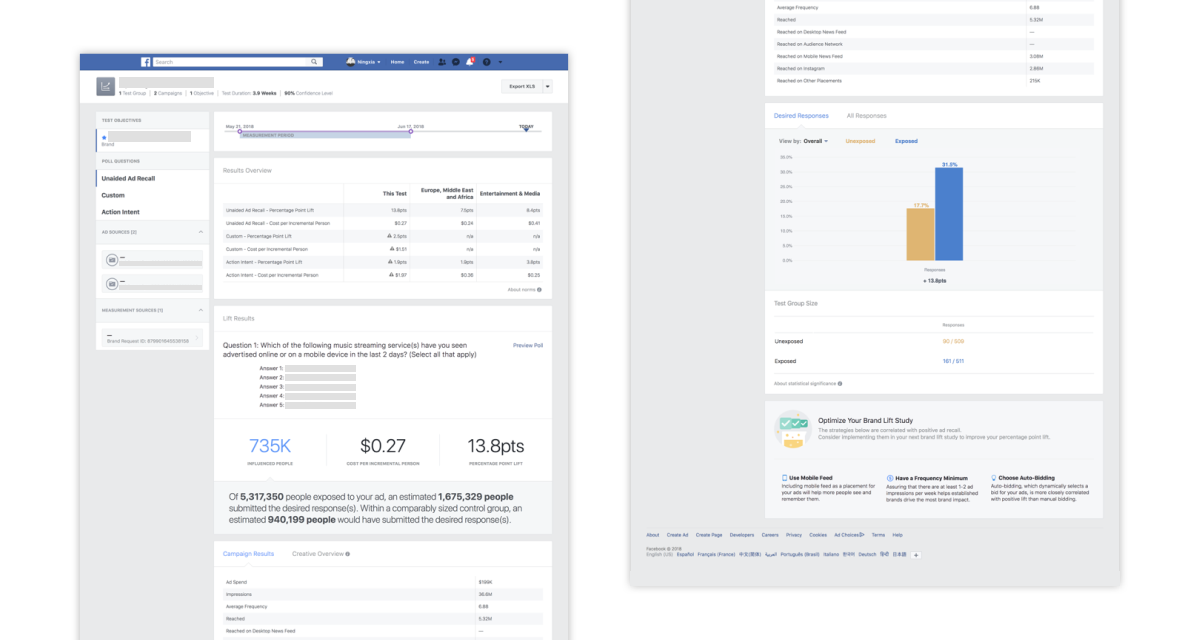 Search
Ningxia
Home
Create
1 Test Group | 2 Campaigns | 1 Objective | Test Duration: 3.9 Weeks | 90% Confidence Level
Export XLS
TEST OBJECTIVES
Brand
POLL QUESTIONS
Unaided Ad Recall
Custom
Action Intent
AD SOURCES (2)
MEASUREMENT SOURCES (1)
—
May 21, 2018
Jun 17, 2018
TODAY
MEASUREMENT PERIOD
Results Overview
This Test
Europe, Middle East and Africa
Entertainment & Media
Unaided Ad Recall - Percentage Point Lift 13.8pts 7.5pts 8.4pts
Unaided Ad Recall - Cost per Incremental Person $0.27 $0.24 $0.41
Custom - Percentage Point Lift 2.5pts n/a n/a
Custom - Cost per Incremental Person $1.51 n/a n/a
Action Intent - Percentage Point Lift 1.9pts 1.9pts 3.8pts
Action Intent - Cost per Incremental Person $1.97 $0.36 $0.25
About norms
Lift Results
Question 1: Which of the following music streaming service(s) have you seen
advertised online or on a mobile device in the last 2 days? (Select all that apply)
Preview Poll
Answer 1:
Answer 2:
Answer 3:
Answer 4:
Answer 5:
735K
INFLUENCED PEOPLE
$0.27
COST PER INCREMENTAL PERSON
13.8pts
PERCENTAGE POINT LIFT
Of 5,317,350 people exposed to your ad, an estimated 1,675,329 people
submitted the desired response(s). Within a comparably sized control group, an
estimated 940,199 people would have submitted the desired response(s).
Campaign Results
Creative Overview
Ad Spend $199K
Impressions 36.6M
Average Frequency 6.88
Reached 5.32M
Reached on Desktop News Feed —
Average Frequency 6.88
Reached 5.32M
Reached on Desktop News Feed —
Reached on Audience Network —
Reached on Mobile News Feed 3.08M
Reached on Instagram 2.86M
Reached on Other Placements 215K
Desired Responses
All Responses
View by: Overall
Unexposed
Exposed
35.0%
30.0%
25.0%
20.0%
15.0%
10.0%
5.0%
0.0%
17.7%
31.5%
Responses
+ 13.8pts
Test Group Size
Responses
Unexposed 90 / 509
Exposed 161 / 511
About statistical significance
Optimize Your Brand Lift Study
The strategies below are correlated with positive ad recall.
Consider implementing them in your next brand lift study to improve your percentage point lift.
Use Mobile Feed
Including mobile feed as a placement for
your ads will help more people see and
remember them.
Have a Frequency Minimum
Assuring that there are at least 1-2 ad
impressions per week helps established
brands drive the most brand impact.
Choose Auto-Bidding
Auto-bidding, which dynamically selects a
bid for your ads, is more closely correlated
with positive lift than manual bidding.
About Create Ad Create Page Developers Careers Privacy Cookies Ad Choices Terms Help
Facebook © 2018
English (US) Español Français (France) 中文(简体) العربية Português (Brasil) Italiano 한국어 Deutsch हिन्दी 日本語 +